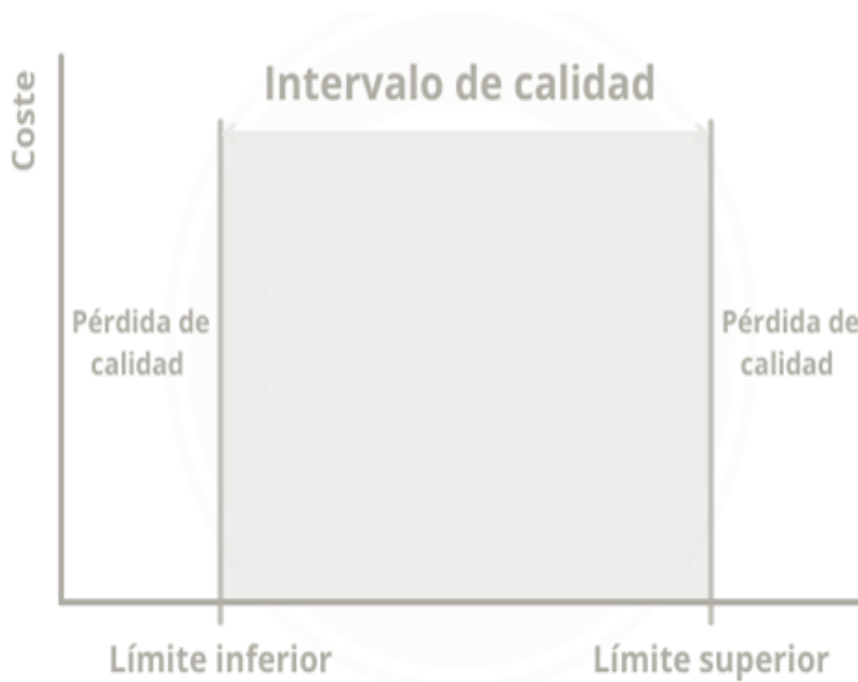 Intervalo de calidad
Coste
Pérdida de
calidad
Pérdida de
calidad
Límite inferior
Límite superior